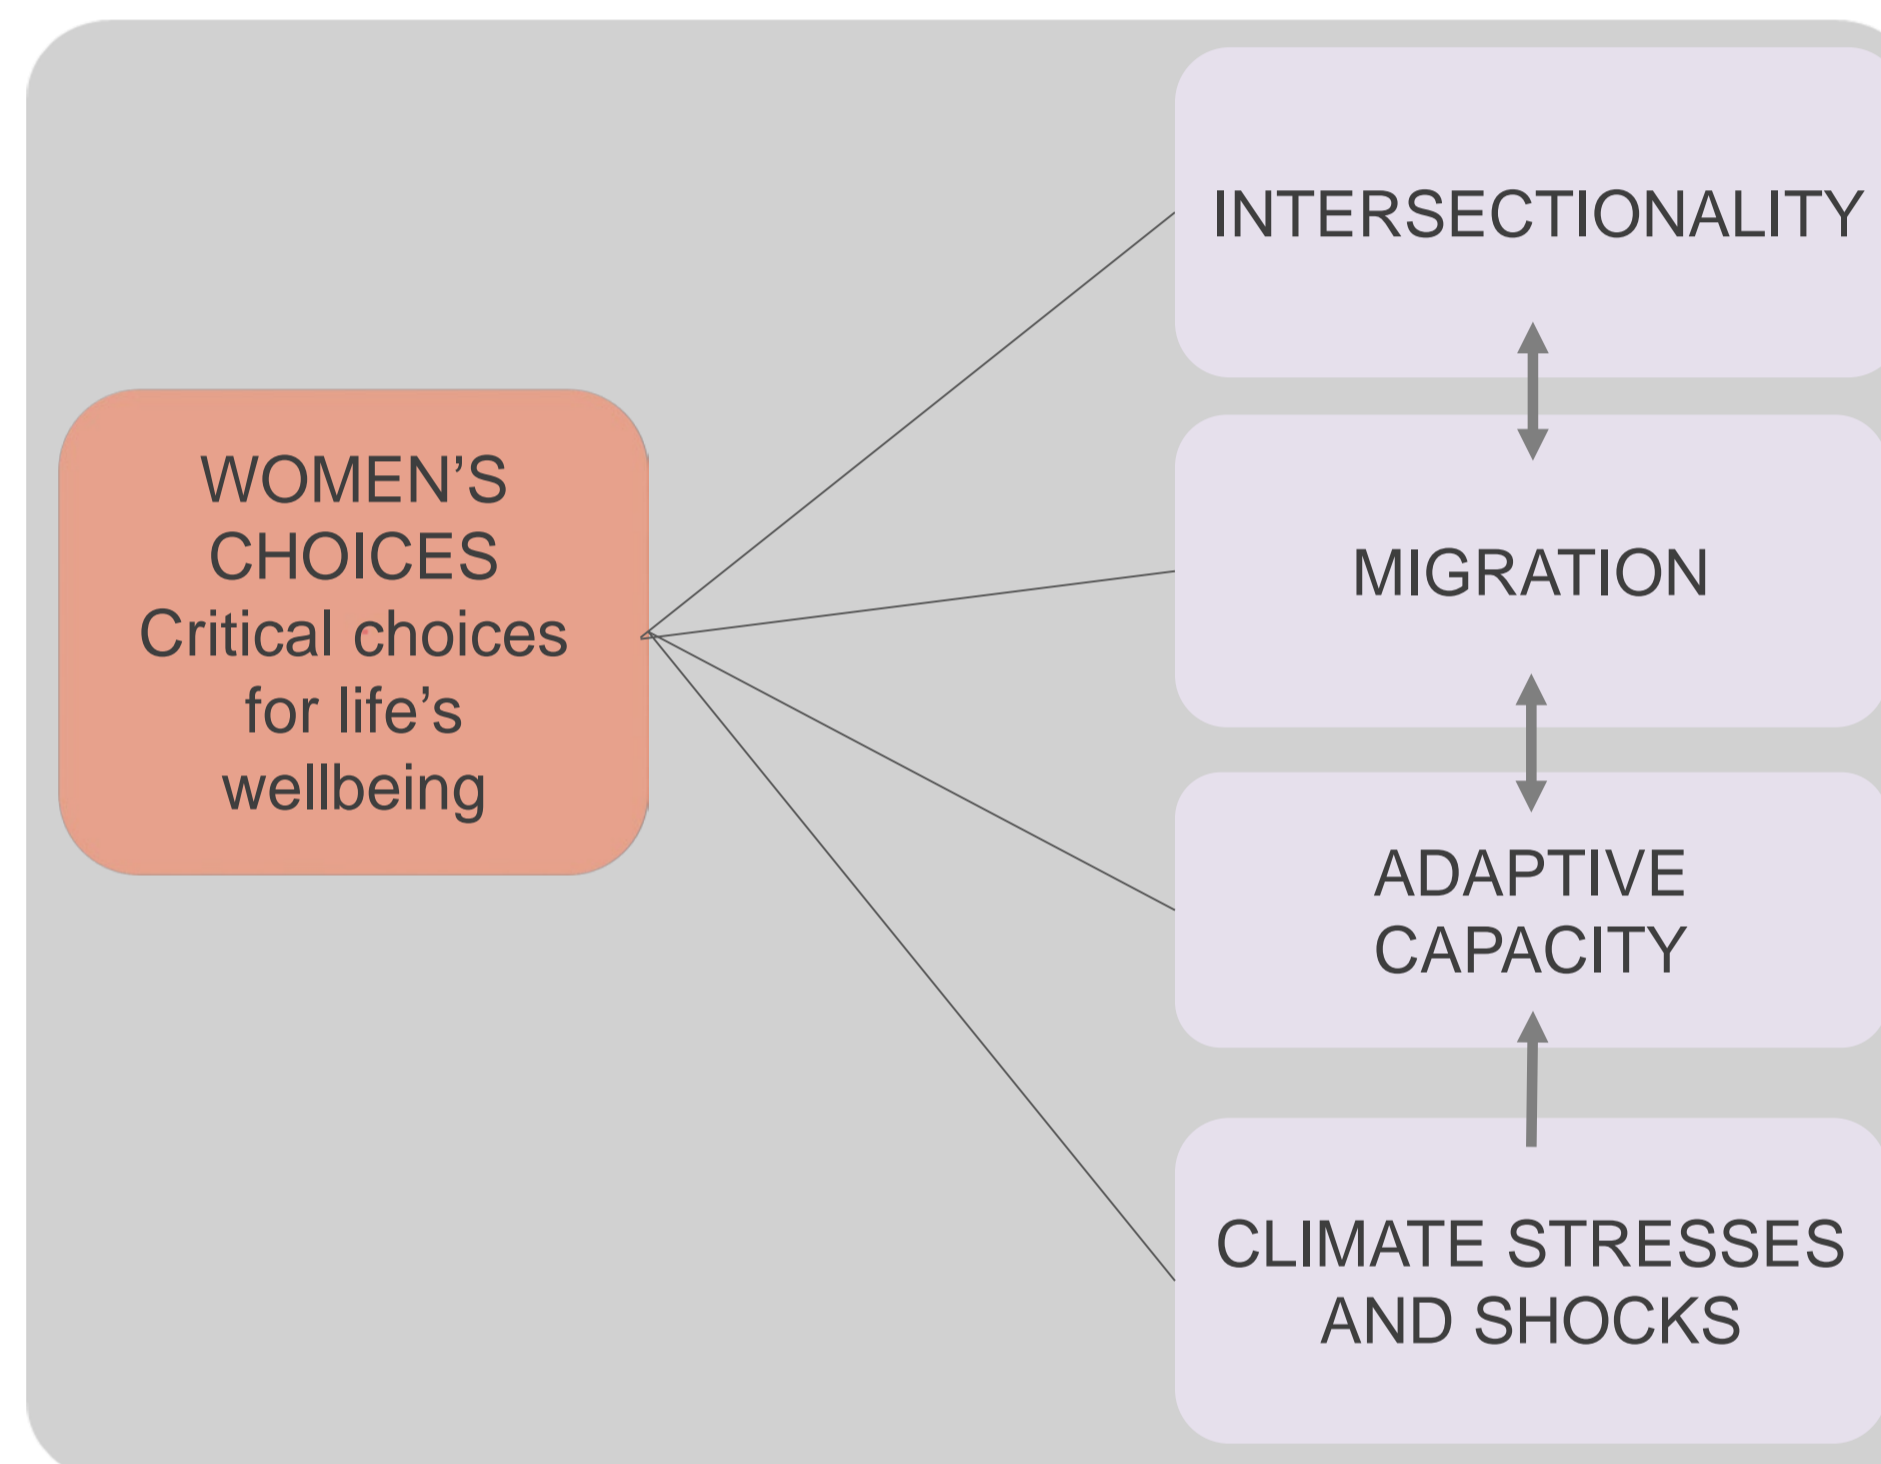 INTERSECTIONALITY
WOMEN’S
CHOICES
Critical choices
for life’s
wellbeing
MIGRATION
ADAPTIVE
CAPACITY
CLIMATE STRESSES
AND SHOCKS